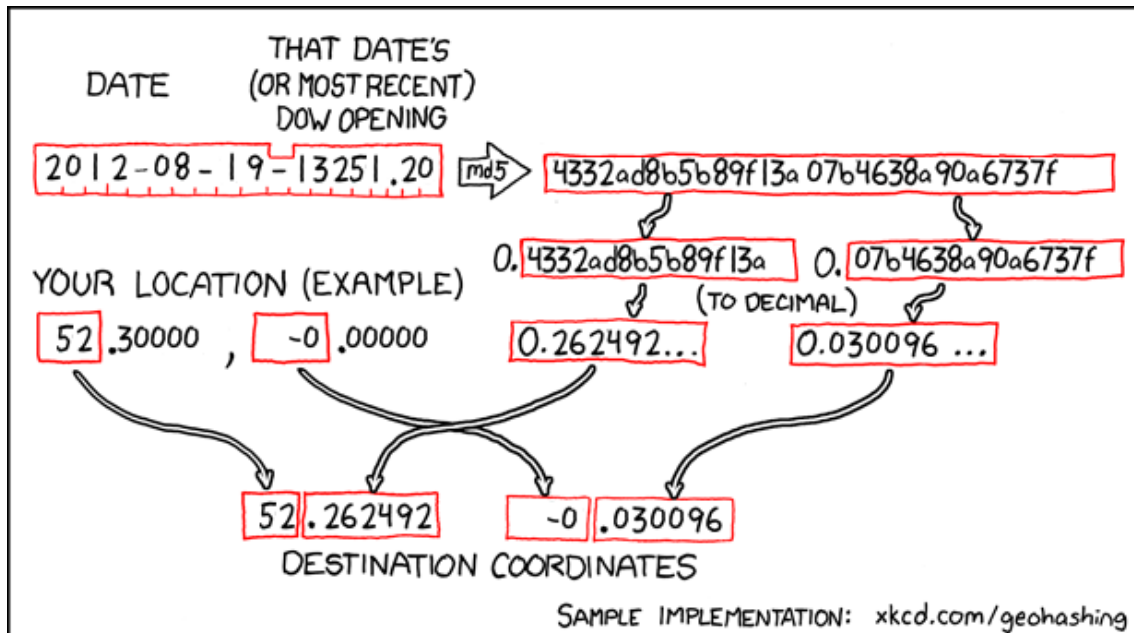 THAT DATE'S
DATE (OR MOST RECENT)
DOW OPENING
2012-08-19-13251.20 md5 4332ad8b5b89f13a07b4638a90a6737f
0.4332ad8b5b89f13a 0.07b4638a90a6737f
YOUR LOCATION (EXAMPLE) (TO DECIMAL)
52.30000, -0.00000 0.262492... 0.030096...
52.262492 -0.030096
DESTINATION COORDINATES
SAMPLE IMPLEMENTATION: xkcd.com/geohashing